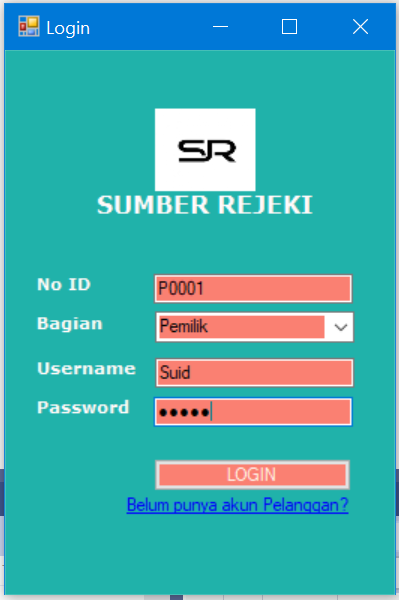 Login
SR
SUMBER REJEKI
No ID P0001
Bagian Pemilik
Username Suid
Password •••••
LOGIN
Belum punya akun Pelanggan?